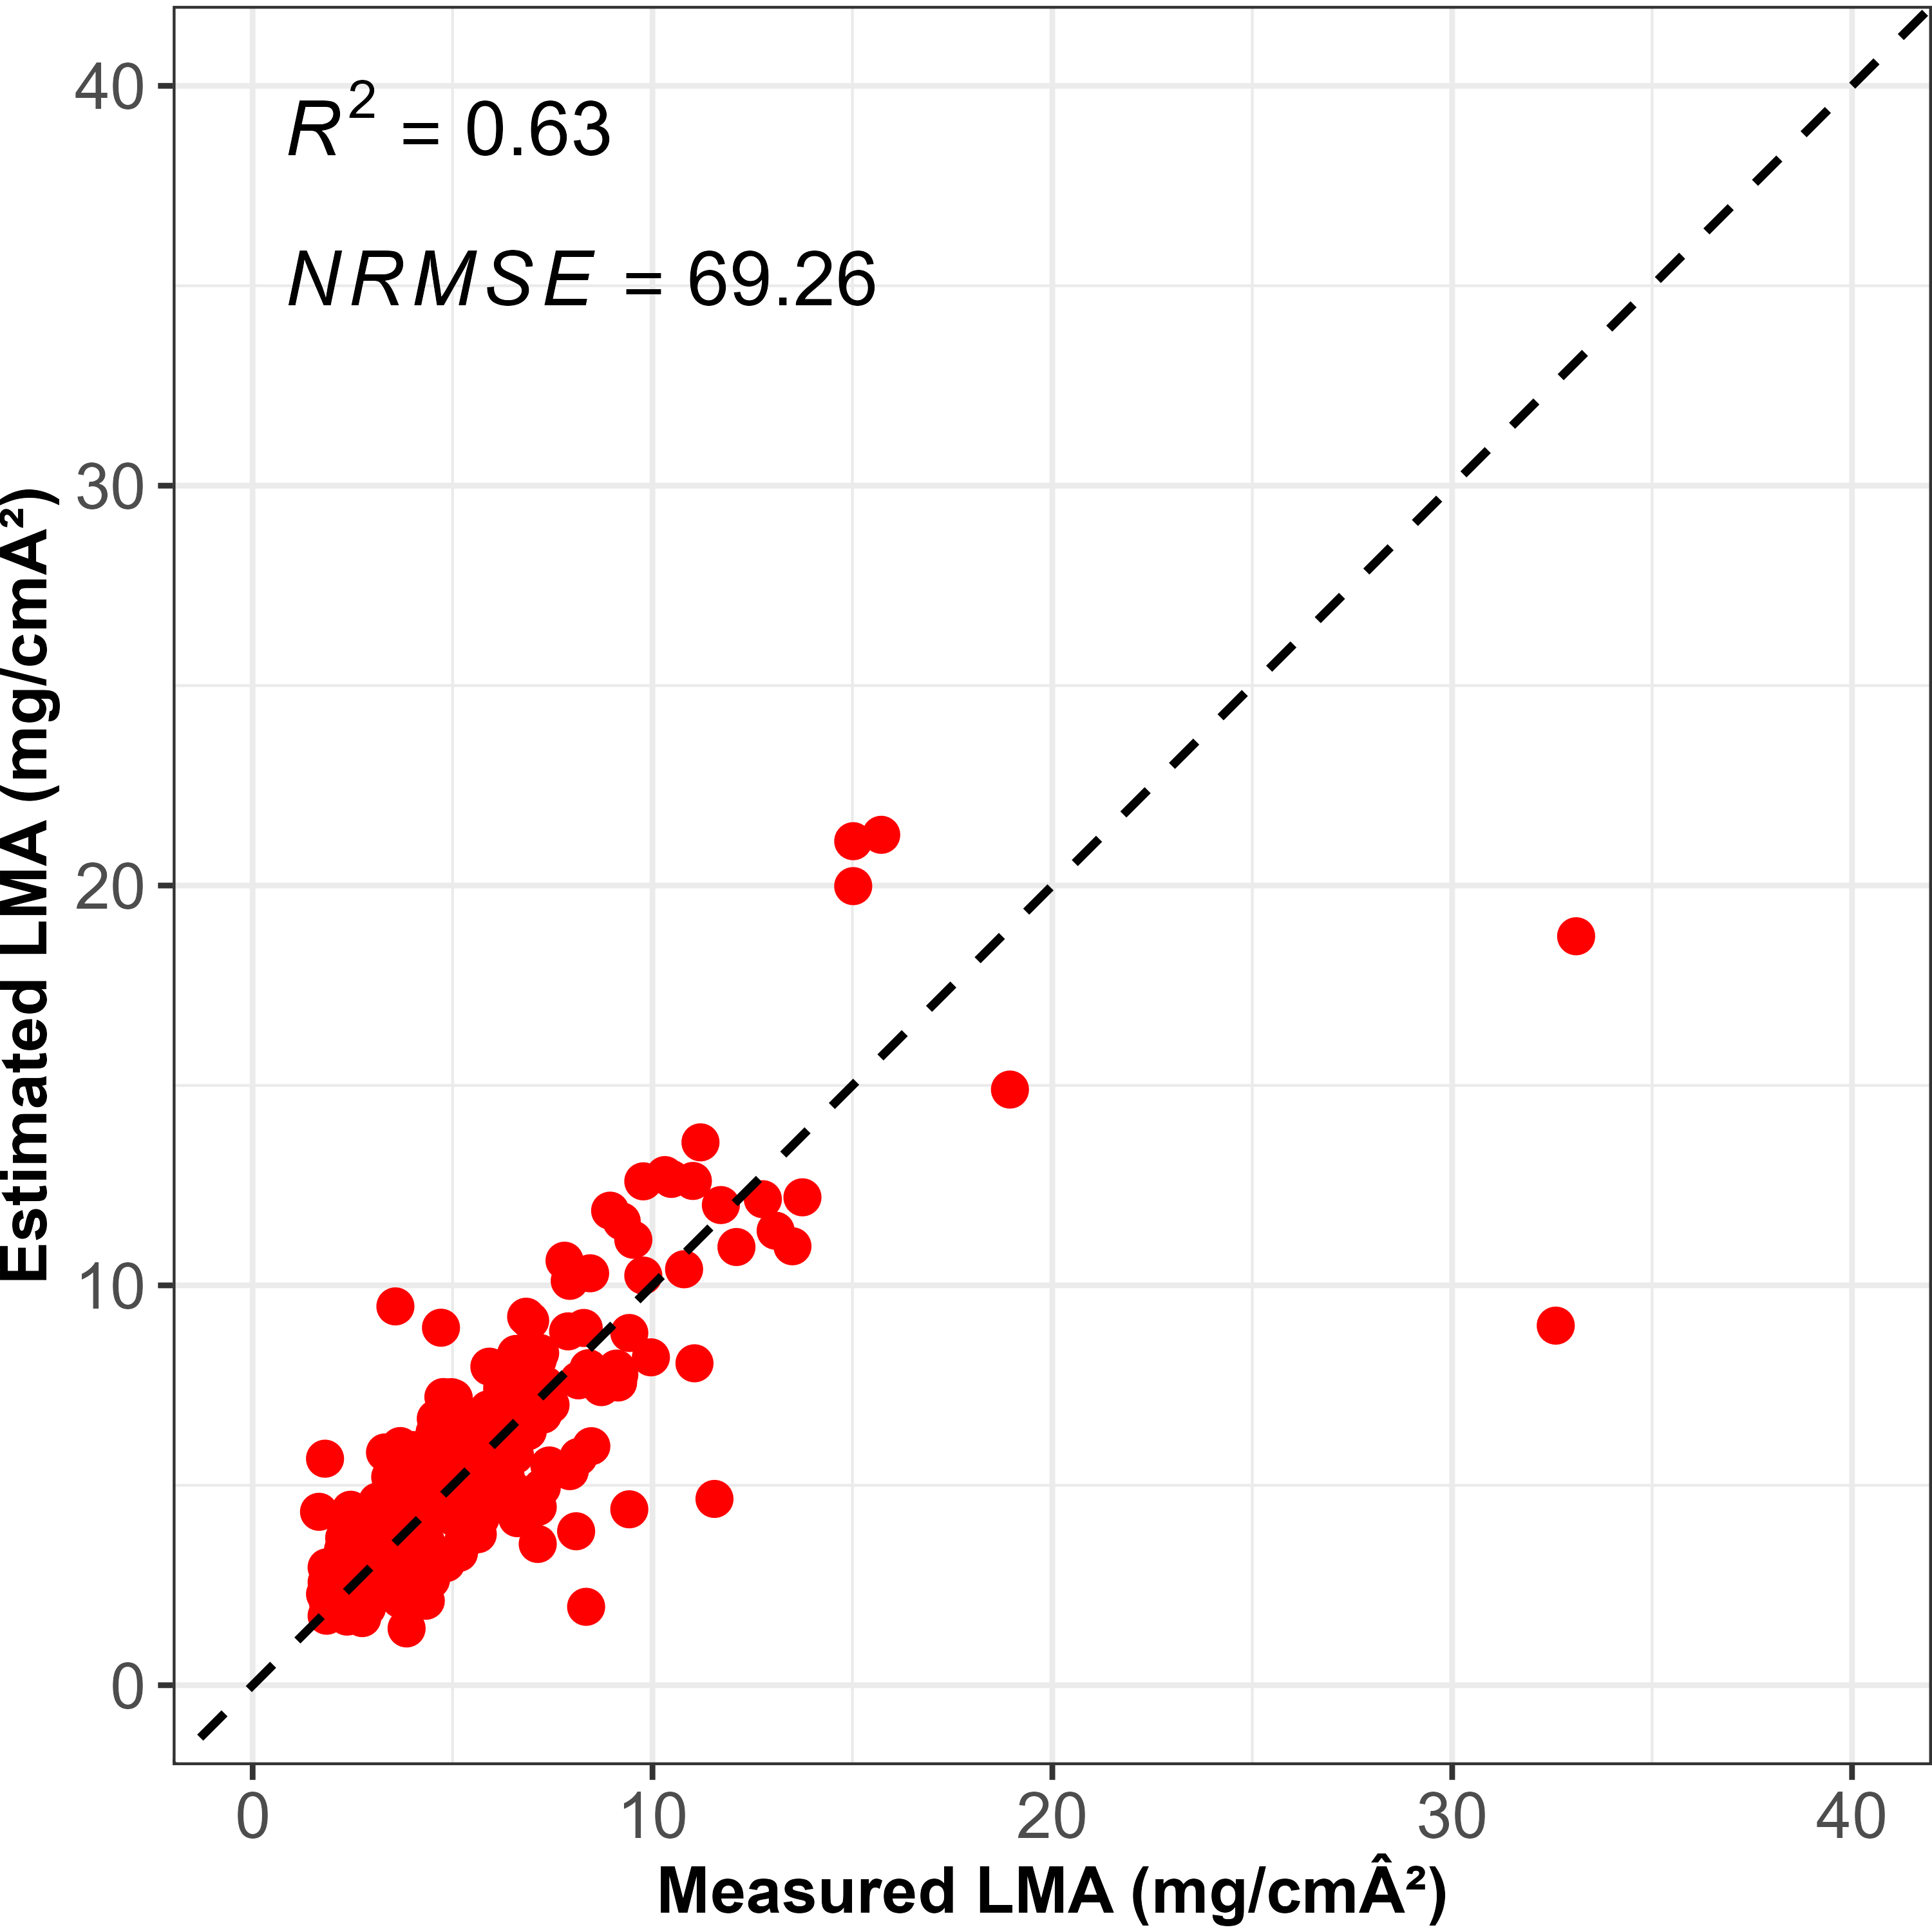 R² = 0.63
NRMSE = 69.26
Estimated LMA (mg/cmÂ²)
40
30
20
10
0
0 10 20 30 40
Measured LMA (mg/cmÂ²)